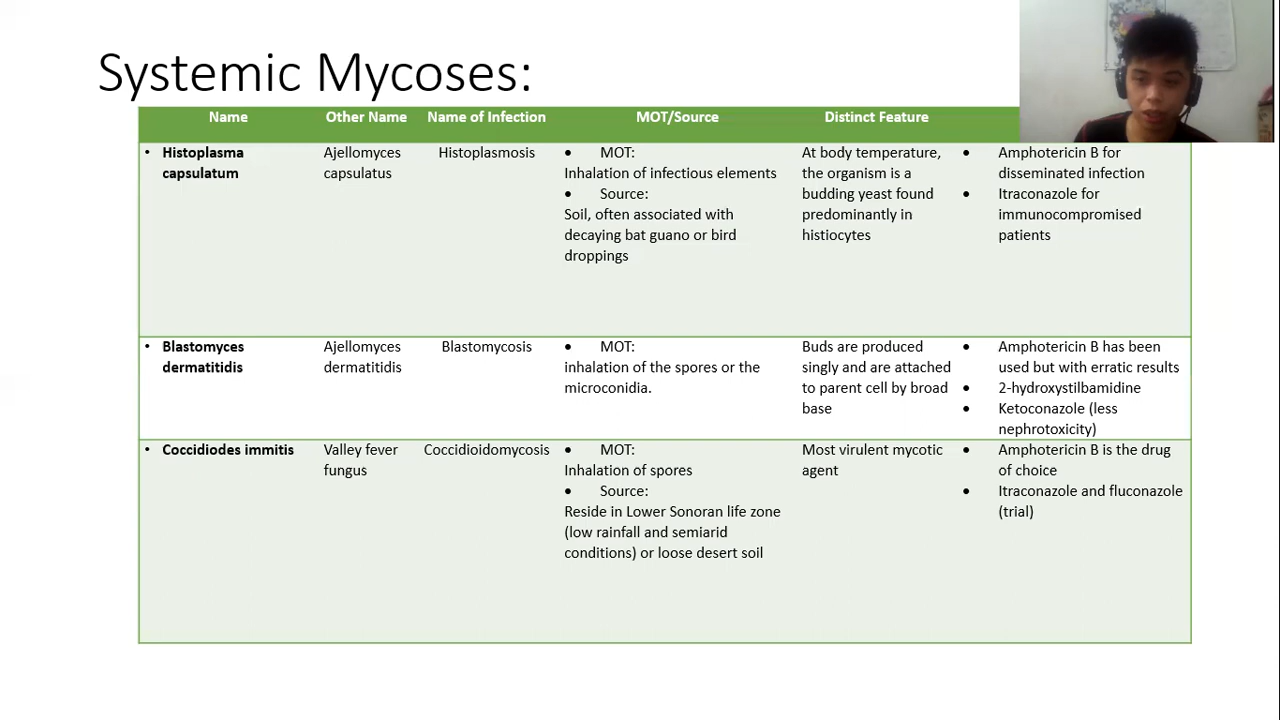 Systemic Mycoses:
Name Other Name Name of Infection MOT/Source Distinct Feature
• Histoplasma
capsulatum
Ajellomyces
capsulatus
Histoplasmosis
• MOT:
Inhalation of infectious elements
• Source:
Soil, often associated with
decaying bat guano or bird
droppings
At body temperature,
the organism is a
budding yeast found
predominantly in
histiocytes
• Amphotericin B for
disseminated infection
• Itraconazole for
immunocompromised
patients
• Blastomyces
dermatitidis
Ajellomyces
dermatitidis
Blastomycosis
• MOT:
inhalation of the spores or the
microconidia.
Buds are produced
singly and are attached
to parent cell by broad
base
• Amphotericin B has been
used but with erratic results
• 2-hydroxystilbamidine
• Ketoconazole (less
nephrotoxicity)
• Coccidiodes immitis
Valley fever
fungus
Coccidioidomycosis
• MOT:
Inhalation of spores
• Source:
Reside in Lower Sonoran life zone
(low rainfall and semiarid
conditions) or loose desert soil
Most virulent mycotic
agent
• Amphotericin B is the drug
of choice
• Itraconazole and fluconazole
(trial)